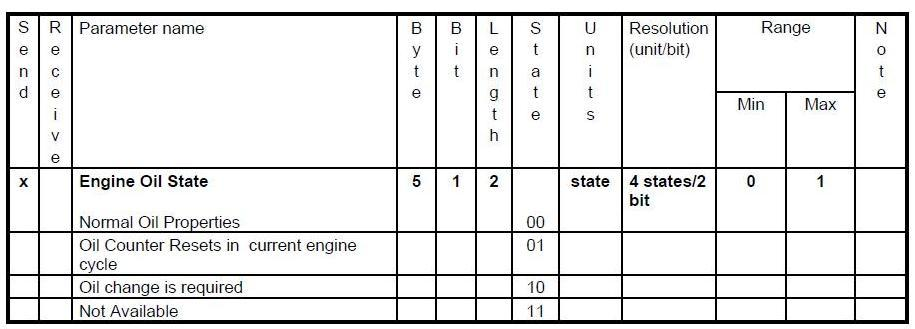 Send Receive Parameter name Byte Bit Length State Units Resolution (unit/bit) Range Note
Min Max
x Engine Oil State 5 1 2 state 4 states/2 bit 0 1
Normal Oil Properties 00
Oil Counter Resets in current engine 01
cycle
Oil change is required 10
Not Available 11